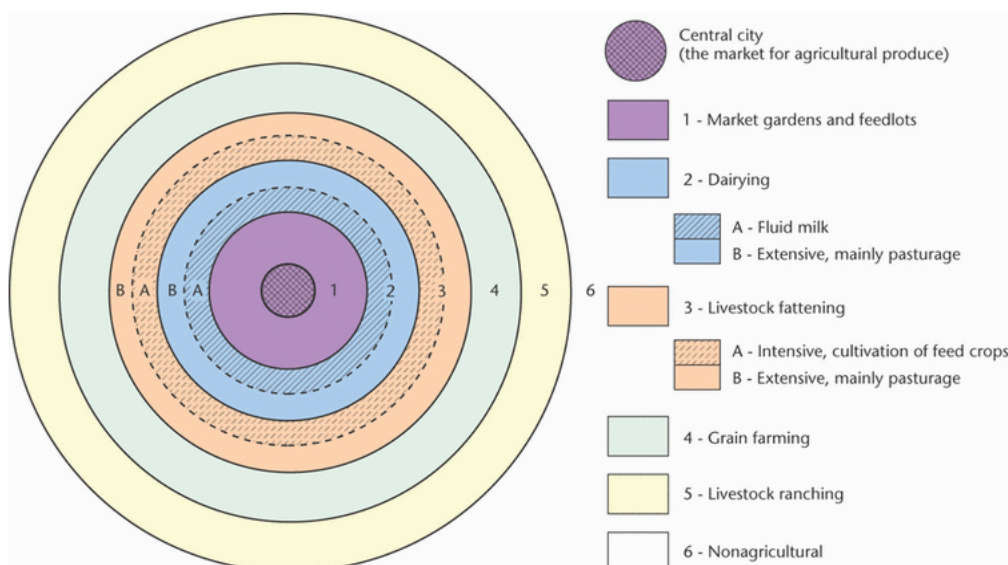 Central city
(the market for agricultural produce)
1 - Market gardens and feedlots
2 - Dairying
A - Fluid milk
B - Extensive, mainly pasturage
3 - Livestock fattening
A - Intensive, cultivation of feed crops
B - Extensive, mainly pasturage
4 - Grain farming
5 - Livestock ranching
6 - Nonagricultural
B A B A 1 2 3 4 5 6